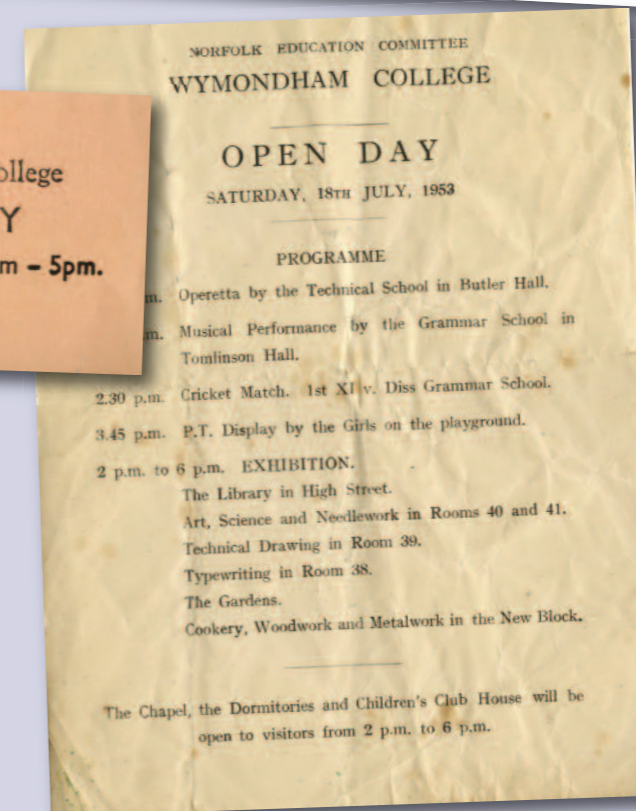 NORFOLK EDUCATION COMMITTEE
WYMONDHAM COLLEGE
OPEN DAY
SATURDAY, 18TH JULY, 1953
PROGRAMME
m. Operetta by the Technical School in Butler Hall.
m. Musical Performance by the Grammar School in
Tomlinson Hall.
2.30 p.m. Cricket Match. 1st XI v. Diss Grammar School.
3.45 p.m. P.T. Display by the Girls on the playground.
2 p.m. to 6 p.m. EXHIBITION.
The Library in High Street.
Art, Science and Needlework in Rooms 40 and 41.
Technical Drawing in Room 39.
Typewriting in Room 38.
The Gardens.
Cookery, Woodwork and Metalwork in the New Block.
The Chapel, the Dormitories and Children's Club House will be
open to visitors from 2 p.m. to 6 p.m.
ollege
Y
m – 5pm.